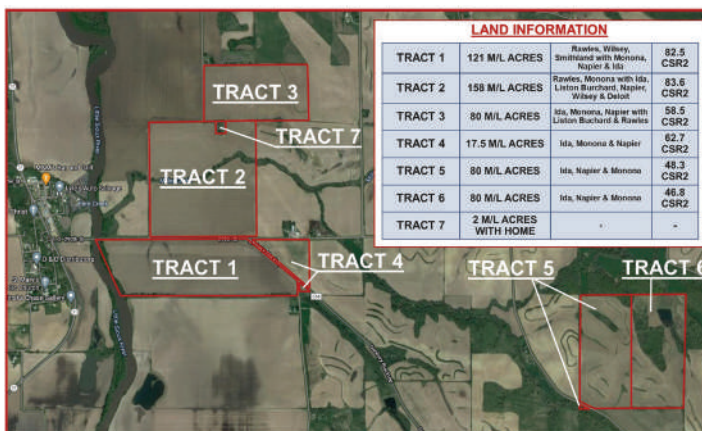 LAND INFORMATION
TRACT 1 121 M/L ACRES Rawles, Wilsey, Smithland with Monona, Napier & Ida 82.5 CSR2
TRACT 2 158 M/L ACRES Rawles, Monona with Ida, Liston Burchard, Napier, Wilsey & Deloit 83.6 CSR2
TRACT 3 80 M/L ACRES Ida, Monona, Napier with Liston Buchard & Rawles 58.5 CSR2
TRACT 4 17.5 M/L ACRES Ida, Monona & Napier 62.7 CSR2
TRACT 5 80 M/L ACRES Ida, Napier & Monona 48.3 CSR2
TRACT 6 80 M/L ACRES Ida, Napier & Monona 46.8 CSR2
TRACT 7 2 M/L ACRES WITH HOME - -
TRACT 3
TRACT 7
TRACT 2
TRACT 1
TRACT 4
TRACT 5
TRACT 6